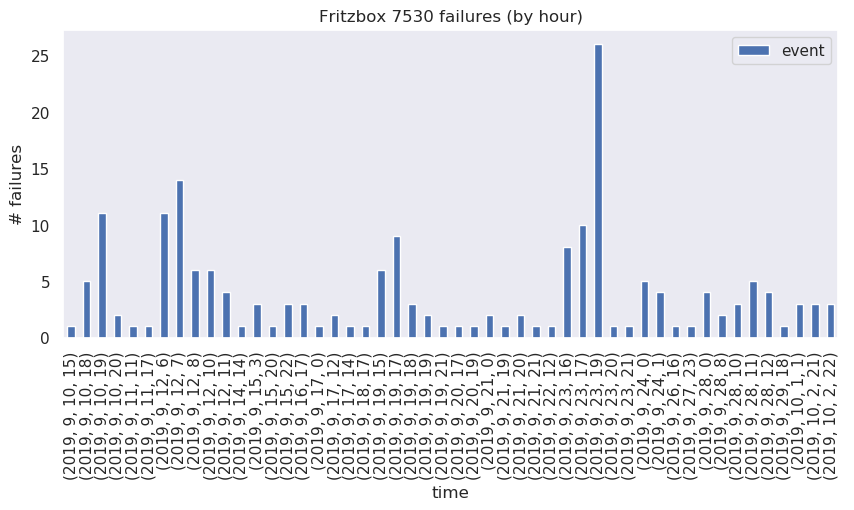 Fritzbox 7530 failures (by hour)
event
# failures
25
20
15
10
5
0
(2019, 9, 10, 15)
(2019, 9, 10, 18)
(2019, 9, 10, 19)
(2019, 9, 10, 20)
(2019, 9, 11, 11)
(2019, 9, 11, 17)
(2019, 9, 12, 6)
(2019, 9, 12, 7)
(2019, 9, 12, 8)
(2019, 9, 12, 10)
(2019, 9, 12, 11)
(2019, 9, 14, 14)
(2019, 9, 15, 3)
(2019, 9, 15, 20)
(2019, 9, 15, 22)
(2019, 9, 16, 17)
(2019, 9, 17, 0)
(2019, 9, 17, 12)
(2019, 9, 17, 14)
(2019, 9, 18, 17)
(2019, 9, 19, 15)
(2019, 9, 19, 17)
(2019, 9, 19, 18)
(2019, 9, 19, 19)
(2019, 9, 19, 21)
(2019, 9, 20, 17)
(2019, 9, 20, 19)
(2019, 9, 21, 0)
(2019, 9, 21, 19)
(2019, 9, 21, 20)
(2019, 9, 21, 21)
(2019, 9, 22, 12)
(2019, 9, 23, 16)
(2019, 9, 23, 17)
(2019, 9, 23, 19)
(2019, 9, 23, 20)
(2019, 9, 23, 21)
(2019, 9, 24, 0)
(2019, 9, 24, 1)
(2019, 9, 26, 16)
(2019, 9, 27, 23)
(2019, 9, 28, 0)
(2019, 9, 28, 8)
(2019, 9, 28, 10)
(2019, 9, 28, 11)
(2019, 9, 28, 12)
(2019, 9, 29, 18)
(2019, 10, 1, 1)
(2019, 10, 2, 21)
(2019, 10, 2, 22)
time